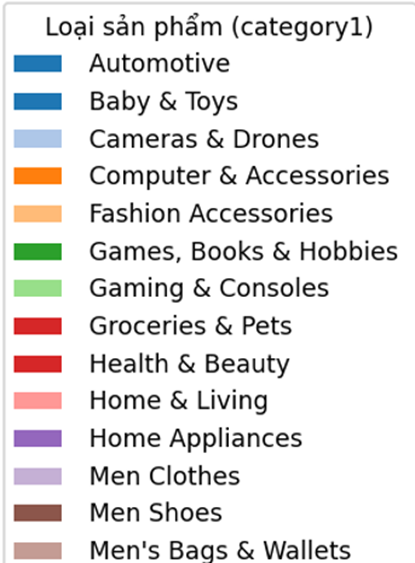 Loại sản phẩm (category1)
Automotive
Baby & Toys
Cameras & Drones
Computer & Accessories
Fashion Accessories
Games, Books & Hobbies
Gaming & Consoles
Groceries & Pets
Health & Beauty
Home & Living
Home Appliances
Men Clothes
Men Shoes
Men's Bags & Wallets